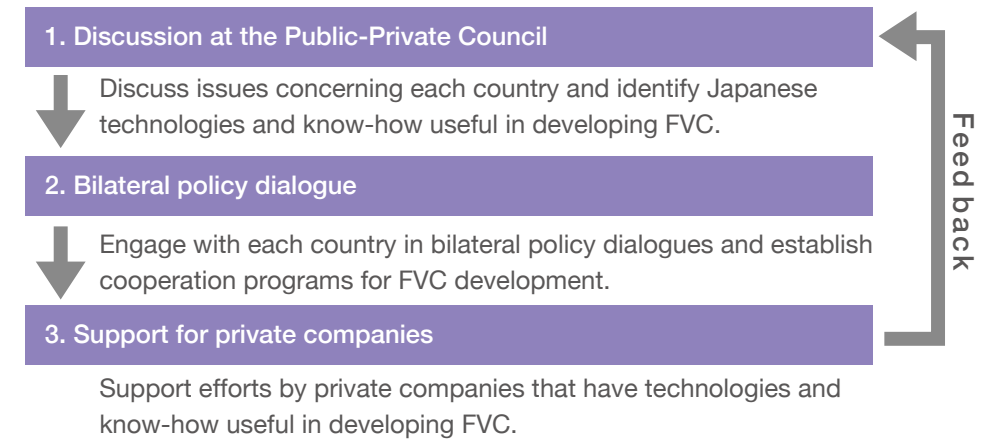 1. Discussion at the Public-Private Council
Discuss issues concerning each country and identify Japanese
technologies and know-how useful in developing FVC.
2. Bilateral policy dialogue
Engage with each country in bilateral policy dialogues and establish
cooperation programs for FVC development.
3. Support for private companies
Support efforts by private companies that have technologies and
know-how useful in developing FVC.
Feed back